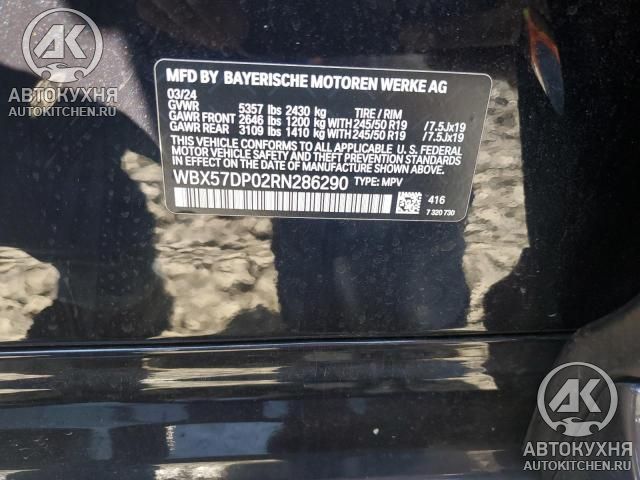 AK
АВТОКУХНЯ
AUTOKITCHEN.RU
MFD BY BAYERISCHE MOTOREN WERKE AG
03/24
GVWR 5357 lbs 2430 kg TIRE / RIM
GAWR FRONT 2646 lbs 1200 kg WITH 245/50 R19 /7.5Jx19
GAWR REAR 3109 lbs 1410 kg WITH 245/50 R19 /7.5Jx19
THIS VEHICLE CONFORMS TO ALL APPLICABLE U. S. FEDERAL
MOTOR VEHICLE SAFETY AND THEFT PREVENTION STANDARDS
IN EFFECT ON THE DATE OF MANUFACTURE SHOWN ABOVE.
WBX57DP02RN286290 TYPE: MPV
416
7 320 730
AK
АВТОКУХНЯ
AUTOKITCHEN.RU